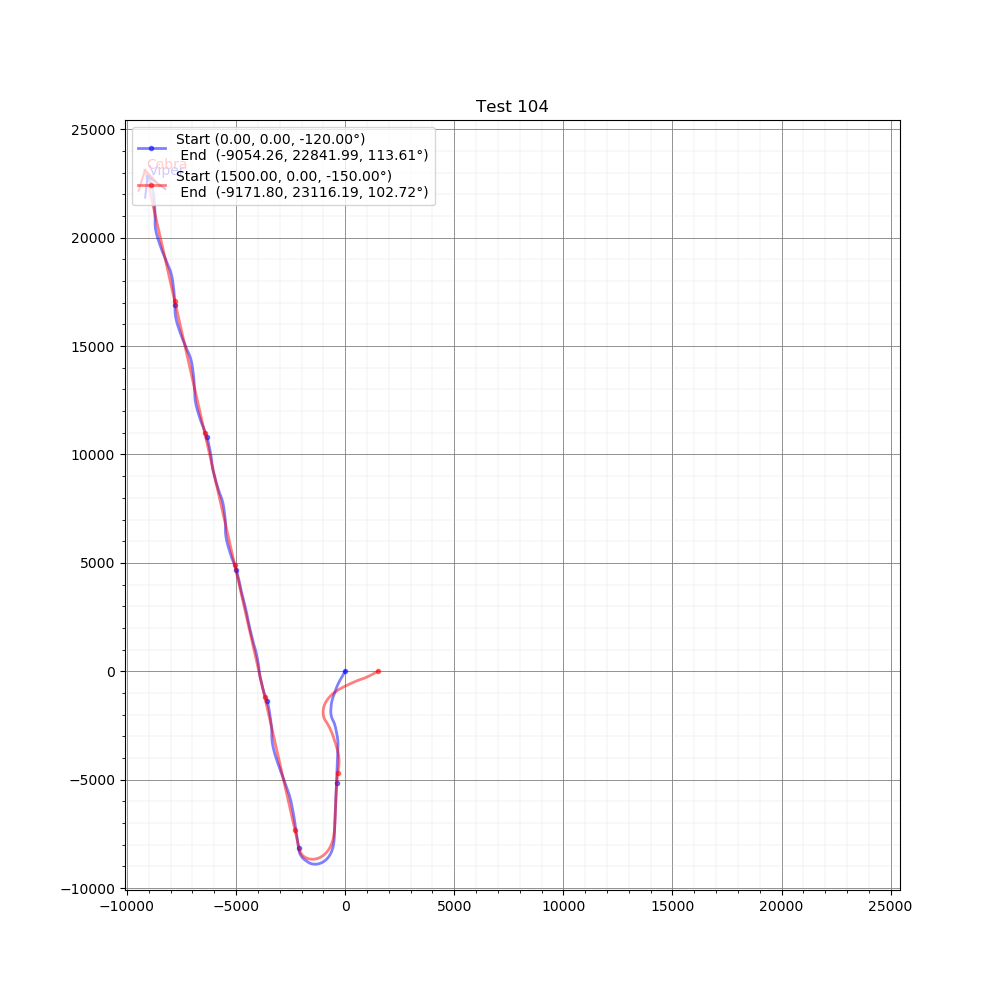 Test 104
Start (0.00, 0.00, -120.00°)
End (-9054.26, 22841.99, 113.61°)
Start (1500.00, 0.00, -150.00°)
End (-9171.80, 23116.19, 102.72°)
Cobra
Viper
25000
20000
15000
10000
5000
0
−5000
−10000
−10000 −5000 0 5000 10000 15000 20000 25000